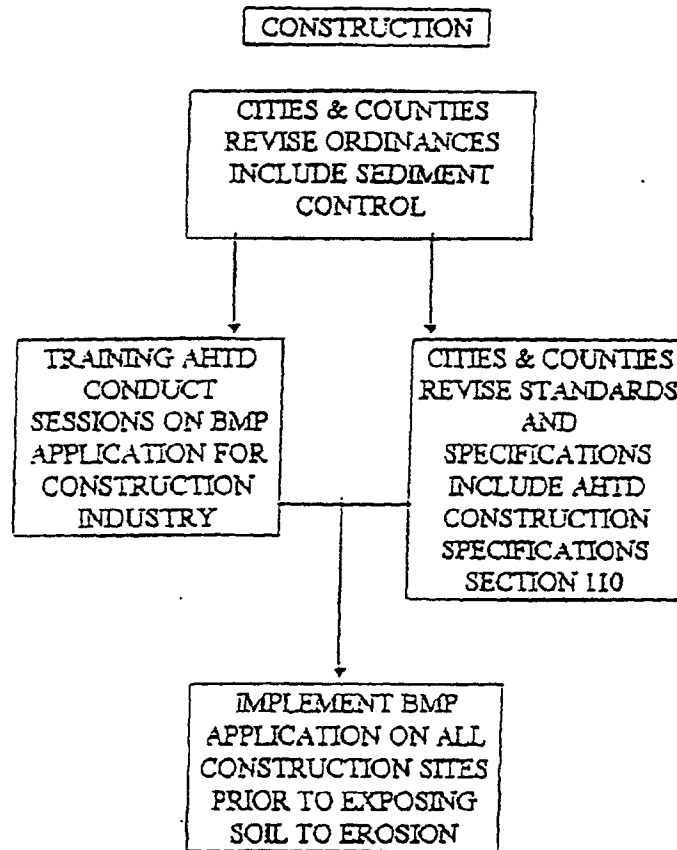 CONSTRUCTION
CITIES & COUNTIES
REVISE ORDINANCES
INCLUDE SEDIMENT
CONTROL
TRAINING AHTD
CONDUCT
SESSIONS ON BMP
APPLICATION FOR
CONSTRUCTION
INDUSTRY
CITIES & COUNTIES
REVISE STANDARDS
AND
SPECIFICATIONS
INCLUDE AHTD
CONSTRUCTION
SPECIFICATIONS
SECTION 110
IMPLEMENT BMP
APPLICATION ON ALL
CONSTRUCTION SITES
PRIOR TO EXPOSING
SOIL TO EROSION